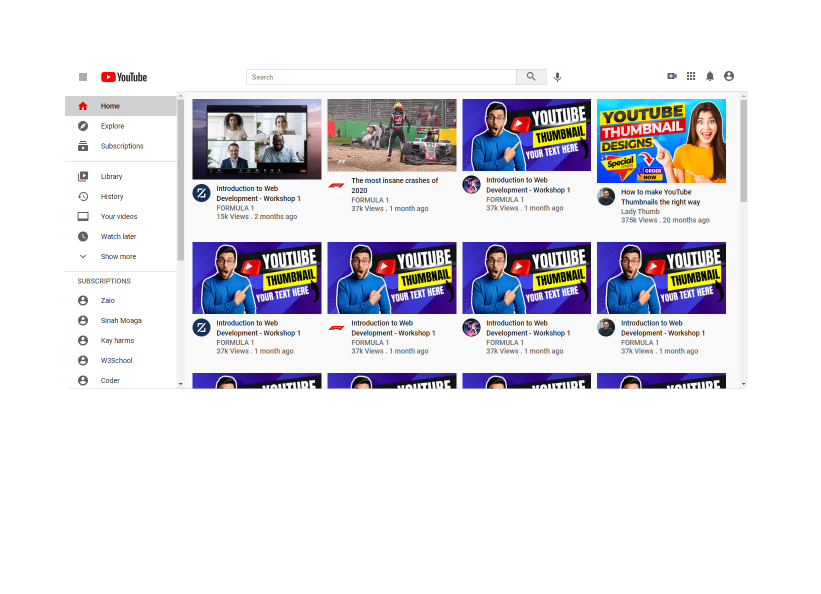 YouTube
Search
Home
Explore
Subscriptions
Library
History
Your videos
Watch later
Show more
SUBSCRIPTIONS
Zaio
Sinah Moaga
Kay harms
W3School
Coder
Introduction to Web
Development - Workshop 1
FORMULA 1
15k Views . 2 months ago
The most insane crashes of
2020
FORMULA 1
37k Views . 1 month ago
YOUTUBE
THUMBNAIL
YOUR TEXT HERE
Introduction to Web
Development - Workshop 1
FORMULA 1
37k Views . 1 month ago
YOUTUBE
THUMBNAIL
DESIGNS
Special
ORDER
NOW
How to make YouTube
Thumbnails the right way
Lady Thumb
375k Views . 20 months ago
YOUTUBE
THUMBNAIL
YOUR TEXT HERE
Introduction to Web
Development - Workshop 1
FORMULA 1
37k Views . 1 month ago
YOUTUBE
THUMBNAIL
YOUR TEXT HERE
Introduction to Web
Development - Workshop 1
FORMULA 1
37k Views . 1 month ago
YOUTUBE
THUMBNAIL
YOUR TEXT HERE
Introduction to Web
Development - Workshop 1
FORMULA 1
37k Views . 1 month ago
YOUTUBE
THUMBNAIL
YOUR TEXT HERE
Introduction to Web
Development - Workshop 1
FORMULA 1
37k Views . 1 month ago
YOUTUBE
YOUTUBE
YOUTUBE
YOUTUBE